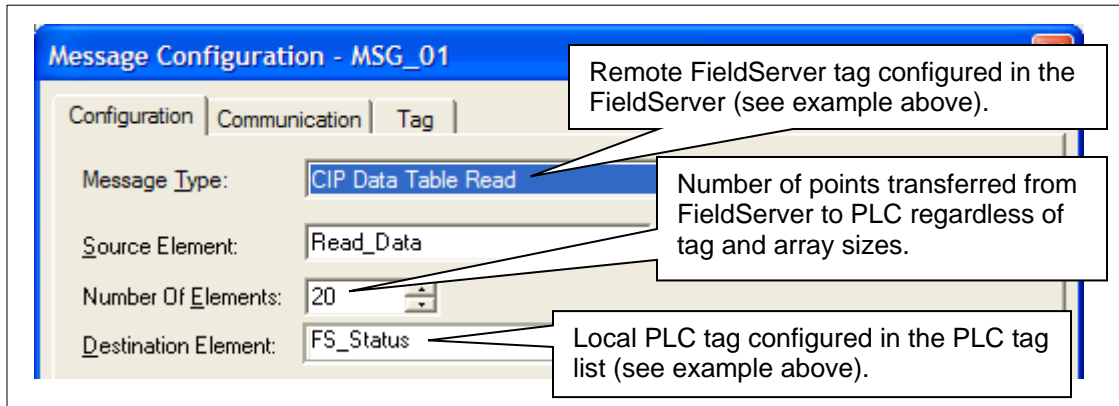 Message Configuration - MSG_01
Remote FieldServer tag configured in the
FieldServer (see example above).
Configuration Communication Tag
Message Type: CIP Data Table Read
Number of points transferred from
FieldServer to PLC regardless of
tag and array sizes.
Source Element: Read_Data
Number Of Elements: 20
Destination Element: FS_Status
Local PLC tag configured in the PLC tag
list (see example above).